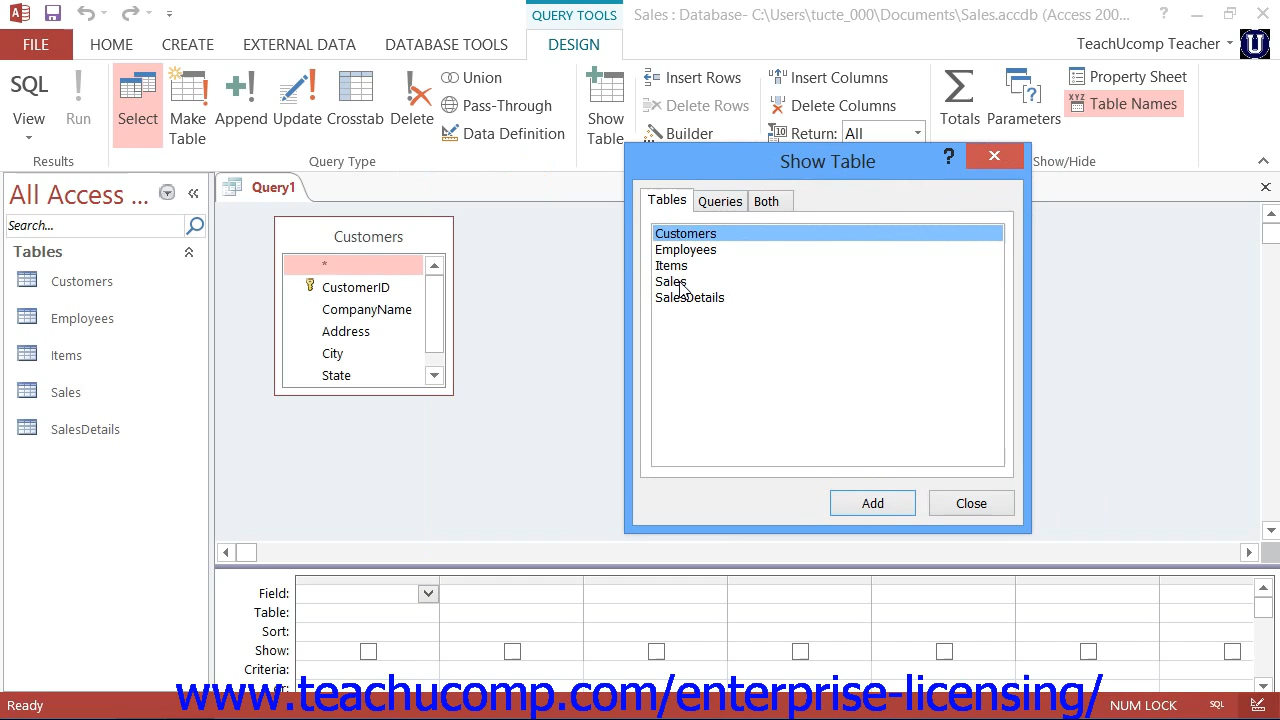 QUERY TOOLS
Sales : Database- C:\Users\tucte_000\Documents\Sales.accdb (Access 200...
?
FILE HOME CREATE EXTERNAL DATA DATABASE TOOLS DESIGN
TeachUcomp Teacher
SQL
View
Run
Results
Select
Make
Table
Append
Update
Crosstab
Delete
Union
Pass-Through
Data Definition
Query Type
Show
Table
Insert Rows
Delete Rows
Builder
Insert Columns
Delete Columns
Return: All
Totals
Parameters
Property Sheet
Table Names
Show/Hide
All Access ...
Search...
Tables
Customers
Employees
Items
Sales
SalesDetails
Query1
Customers
*
CustomerID
CompanyName
Address
City
State
Show Table
?
Tables Queries Both
Customers
Employees
Items
Sales
SalesDetails
Add Close
Field:
Table:
Sort:
Show:
Criteria:
or:
www.teachucomp.com/enterprise-licensing/
Ready
NUM LOCK
SQL